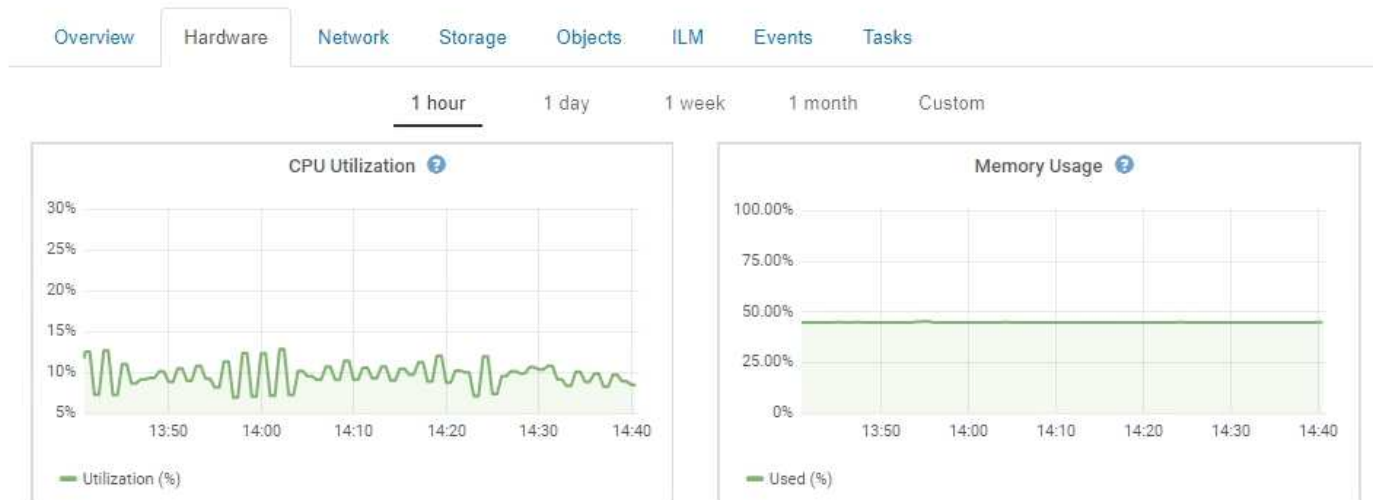 Overview Hardware Network Storage Objects ILM Events Tasks
1 hour 1 day 1 week 1 month Custom
CPU Utilization ?
30%
25%
20%
15%
10%
5%
13:50 14:00 14:10 14:20 14:30 14:40
Utilization (%)
Memory Usage ?
100.00%
75.00%
50.00%
25.00%
0%
13:50 14:00 14:10 14:20 14:30 14:40
Used (%)